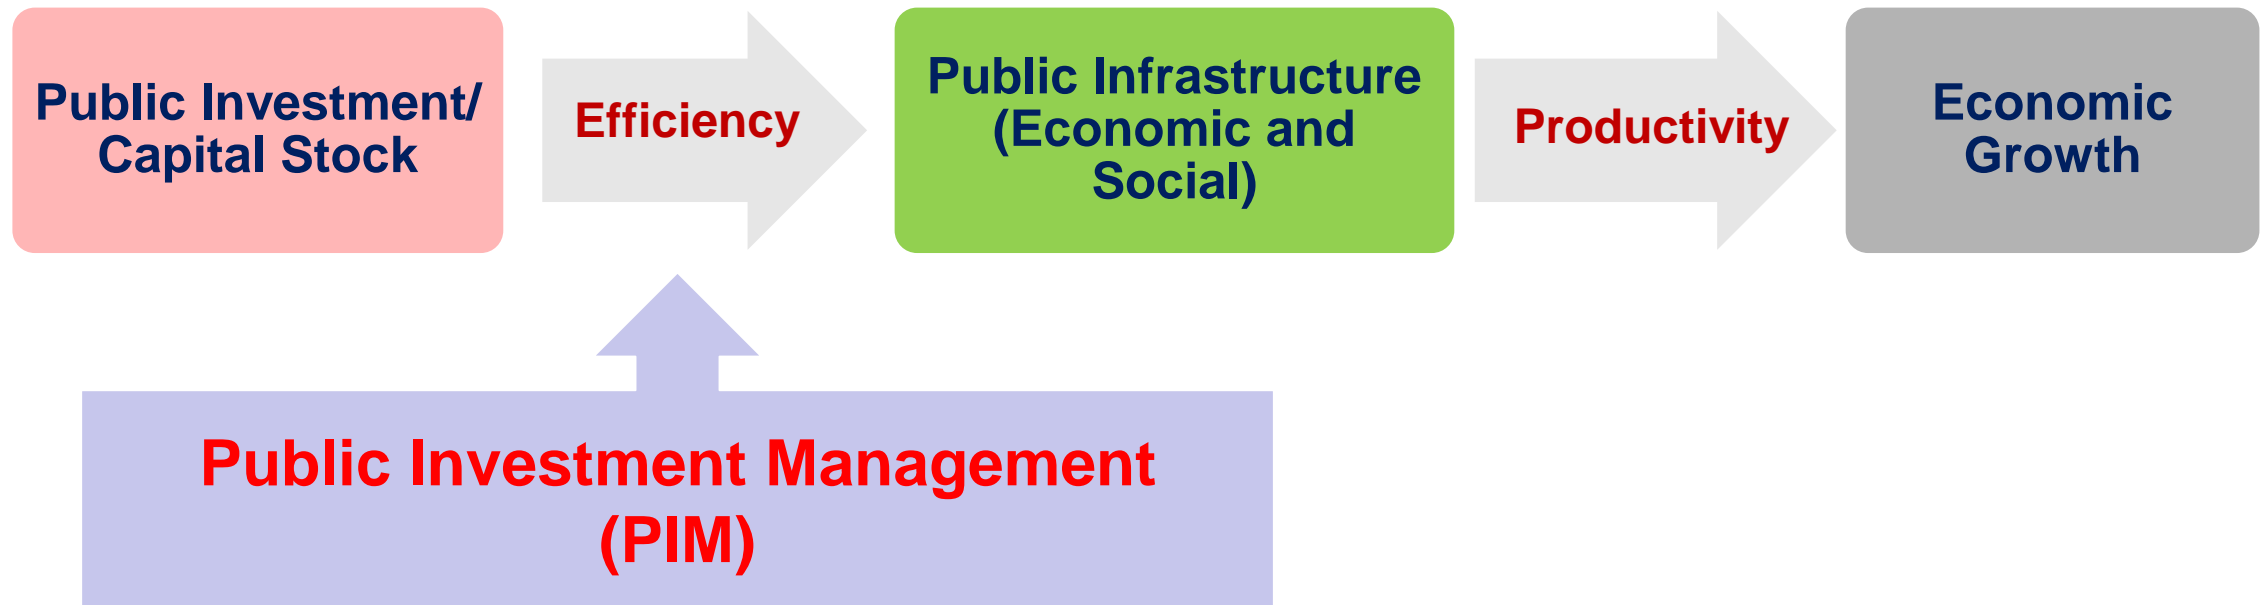 Public Investment/
Capital Stock
Efficiency
Public Infrastructure
(Economic and
Social)
Productivity
Economic
Growth
Public Investment Management
(PIM)